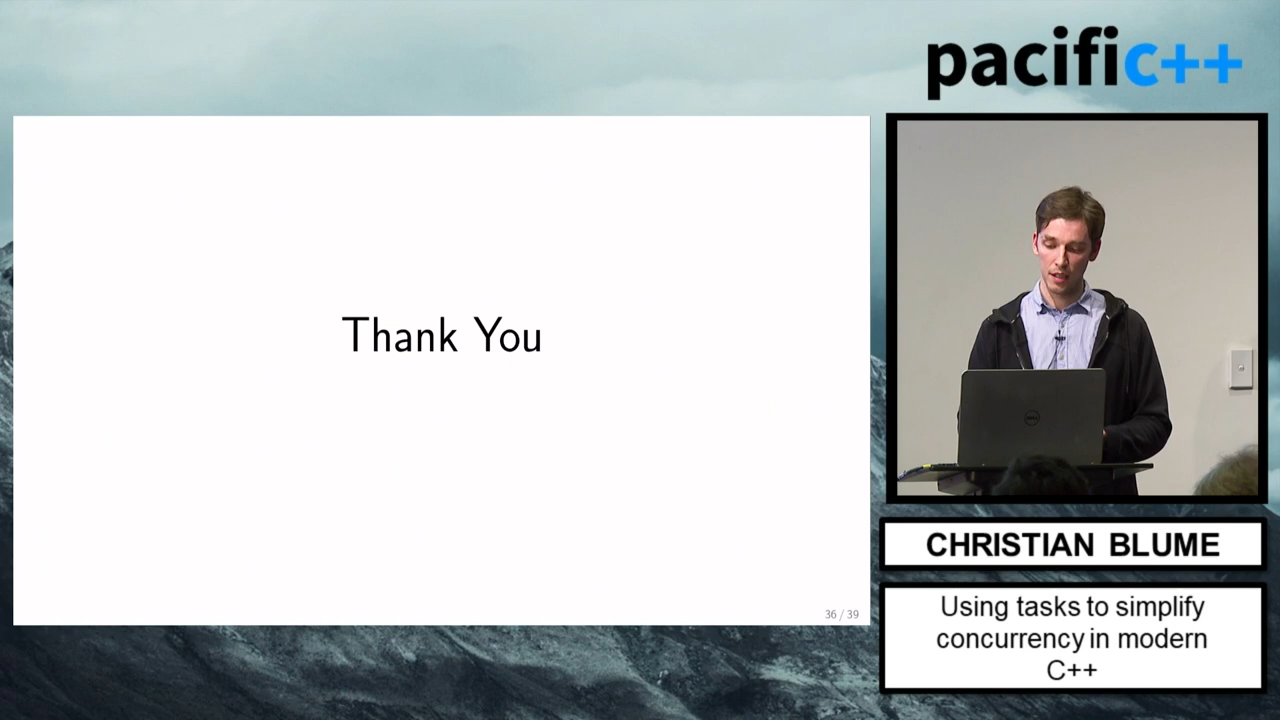 pacific++
Thank You
36 / 39
CHRISTIAN BLUME
Using tasks to simplify
concurrency in modern
C++